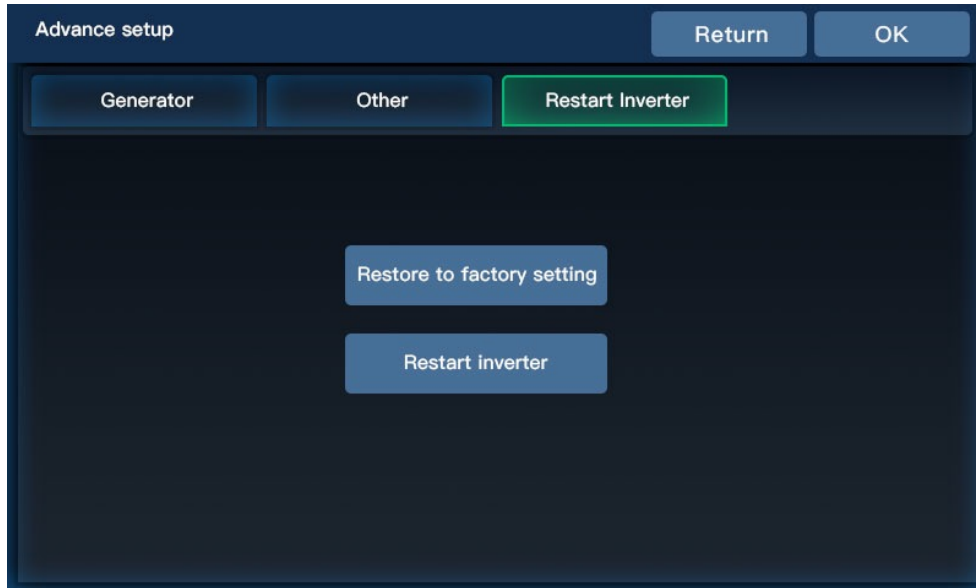 Advance setup
Return
OK
Generator
Other
Restart Inverter
Restore to factory setting
Restart inverter